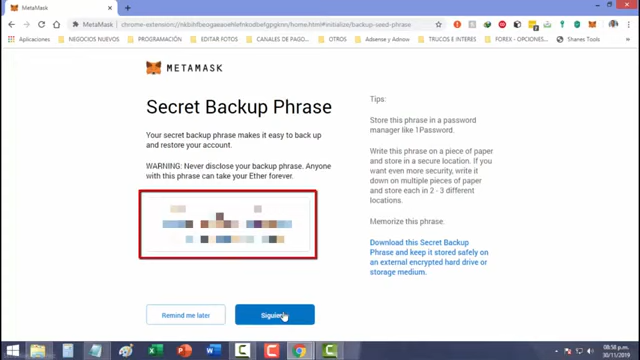 MetaMask
MetaMask | chrome-extension://nkbihfbeogaeaoehlefnkodbefgpgknn/home.html#initialize/backup-seed-phrase
Aplicaciones NEGOCIOS PROGRAMACIÓN EDITAR FOTOS CANALES DE PAGO... OTROS Adsense y Adnow TRUCOS E INTERES FOREX - OPCIONES... Shares Tools
METAMASK
Secret Backup Phrase
Your secret backup phrase makes it easy to back up
and restore your account.
WARNING: Never disclose your backup phrase. Anyone
with this phrase can take your Ether forever.
Remind me later
Tips:
Store this phrase in a password
manager like 1Password.
Write this phrase on a piece of paper
and store in a secure location. If you
want even more security, write it
down on multiple pieces of paper
and store each in 2 - 3 different
locations.
Memorize this phrase.
Download this Secret Backup
Phrase and keep it stored safely on
an external encrypted hard drive or
storage medium.
08:58 p.m.
30/11/2019